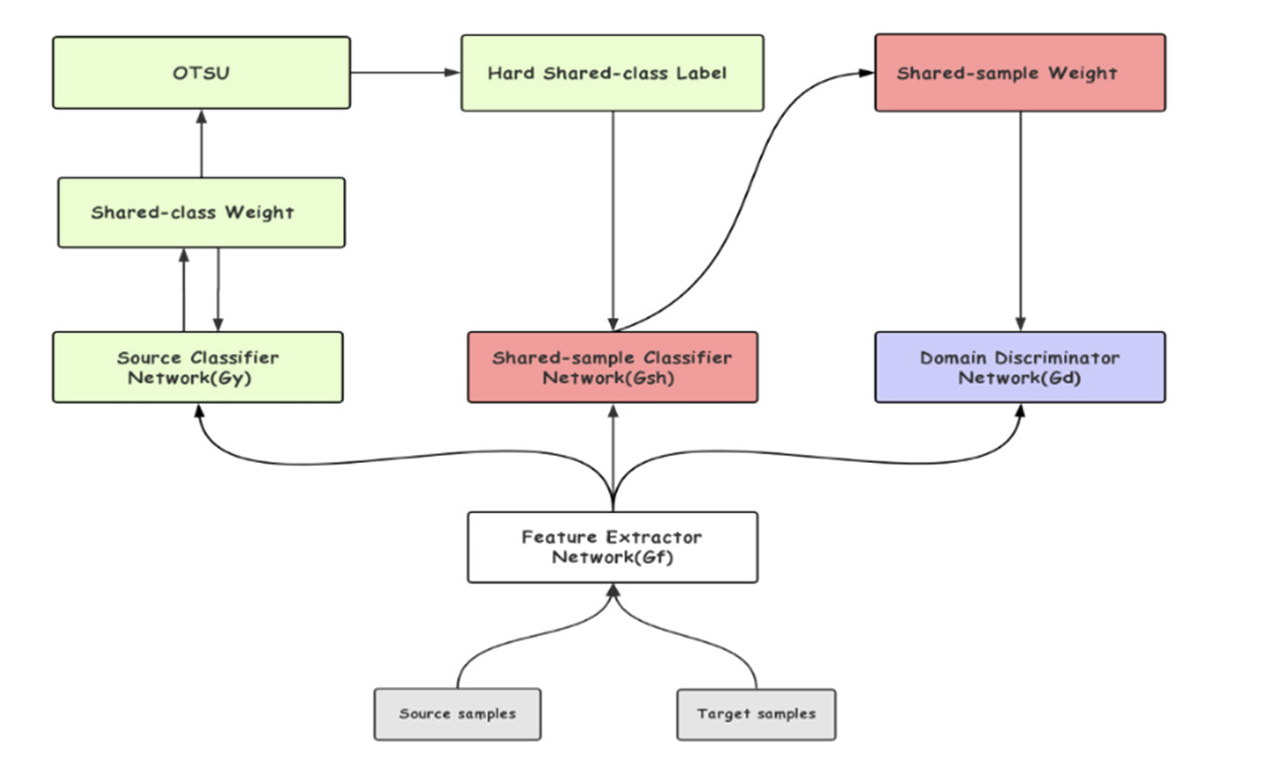 OTSU
Hard Shared-class Label
Shared-sample Weight
Shared-class Weight
Source Classifier
Network(Gy)
Shared-sample Classifier
Network(Gsh)
Domain Discriminator
Network(Gd)
Feature Extractor
Network(Gf)
Source samples
Target samples